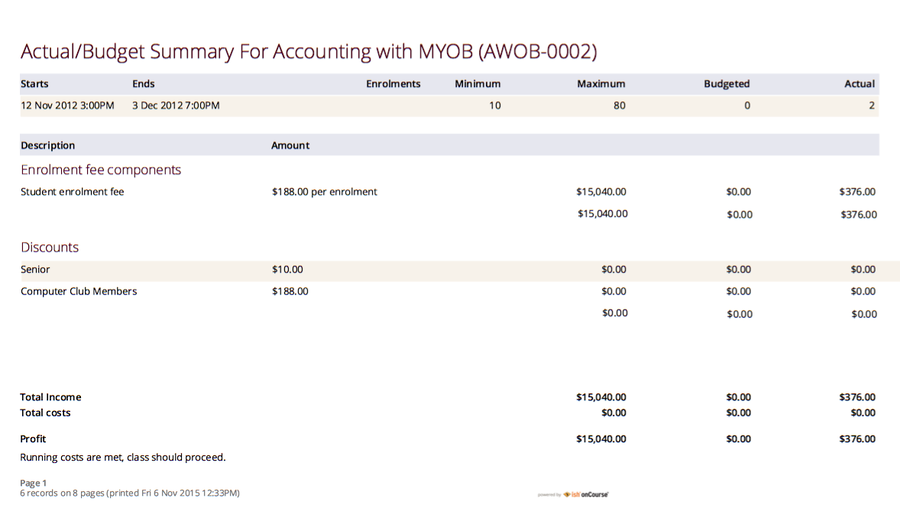 Actual/Budget Summary For Accounting with MYOB (AWOB-0002)
Starts Ends Enrolments Minimum Maximum Budgeted Actual
12 Nov 2012 3:00PM 3 Dec 2012 7:00PM 10 80 0 2
Description Amount
Enrolment fee components
Student enrolment fee $188.00 per enrolment $15,040.00 $0.00 $376.00
$15,040.00 $0.00 $376.00
Discounts
Senior $10.00 $0.00 $0.00 $0.00
Computer Club Members $188.00 $0.00 $0.00 $0.00
$0.00 $0.00 $0.00
Total Income $15,040.00 $0.00 $376.00
Total costs $0.00 $0.00 $0.00
Profit $15,040.00 $0.00 $376.00
Running costs are met, class should proceed.
Page 1
6 records on 8 pages (printed Fri 6 Nov 2015 12:33PM)
powered by ish onCourse